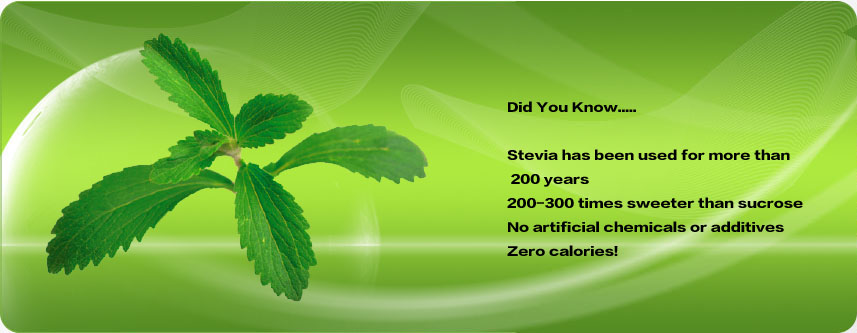 Did You Know.....
Stevia has been used for more than
200 years
200-300 times sweeter than sucrose
No artificial chemicals or additives
Zero calories!